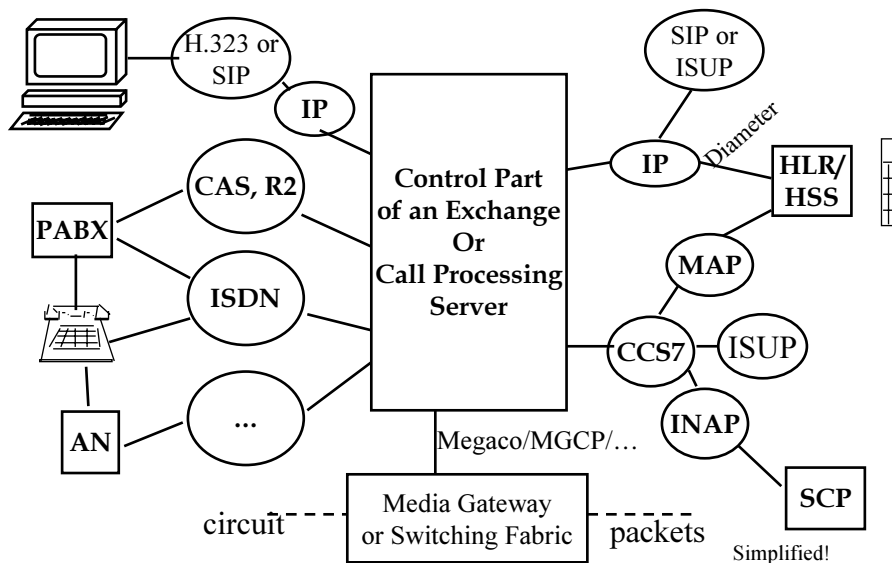 H.323 or
SIP
IP
SIP or
ISUP
IP
Diameter
HLR/
HSS
CAS, R2
Control Part
of an Exchange
Or
Call Processing
Server
PABX
MAP
ISDN
CCS7
ISUP
...
AN
INAP
Megaco/MGCP/…
SCP
Media Gateway
or Switching Fabric
circuit
packets
Simplified!